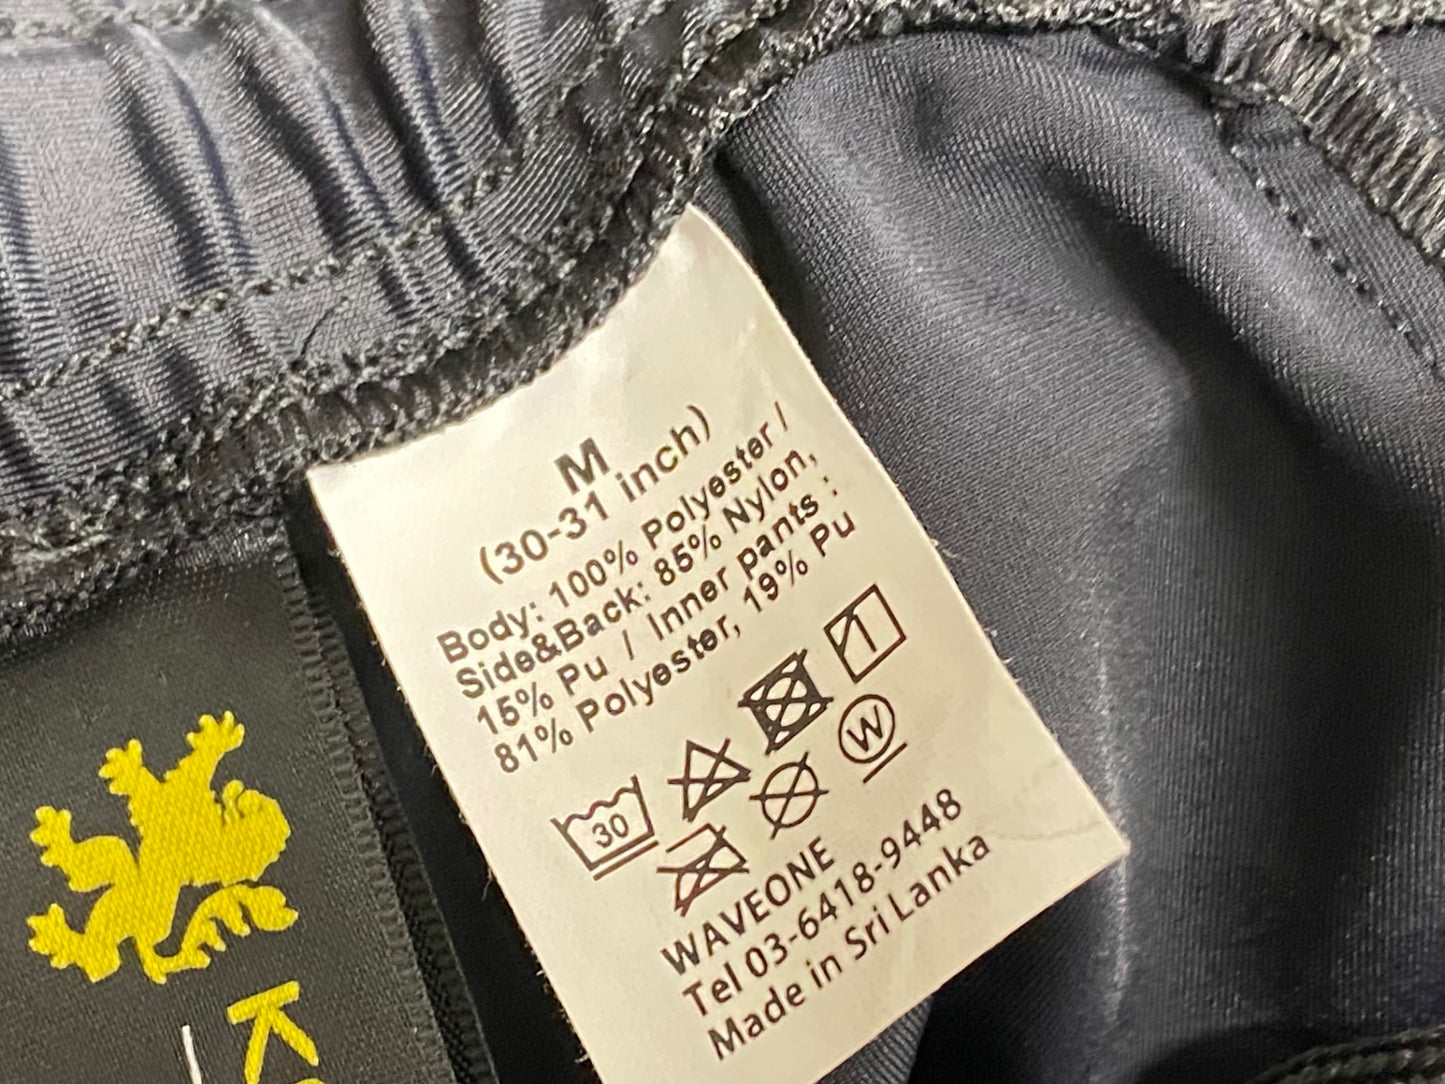 M
(30-31 inch)
Body: 100% Polyester /
Side&Back: 85% Nylon,
15% Pu / Inner pants :
81% Polyester, 19% Pu
30
W
WAVEONE
Tel 03-6418-9448
Made in Sri Lanka